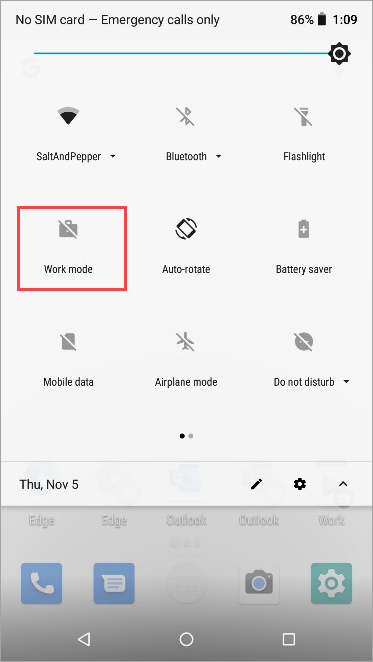 No SIM card — Emergency calls only 86% 1:09
SaltAndPepper Bluetooth Flashlight
Work mode Auto-rotate Battery saver
Mobile data Airplane mode Do not disturb
Thu, Nov 5
Edge Edge Outlook Outlook Work